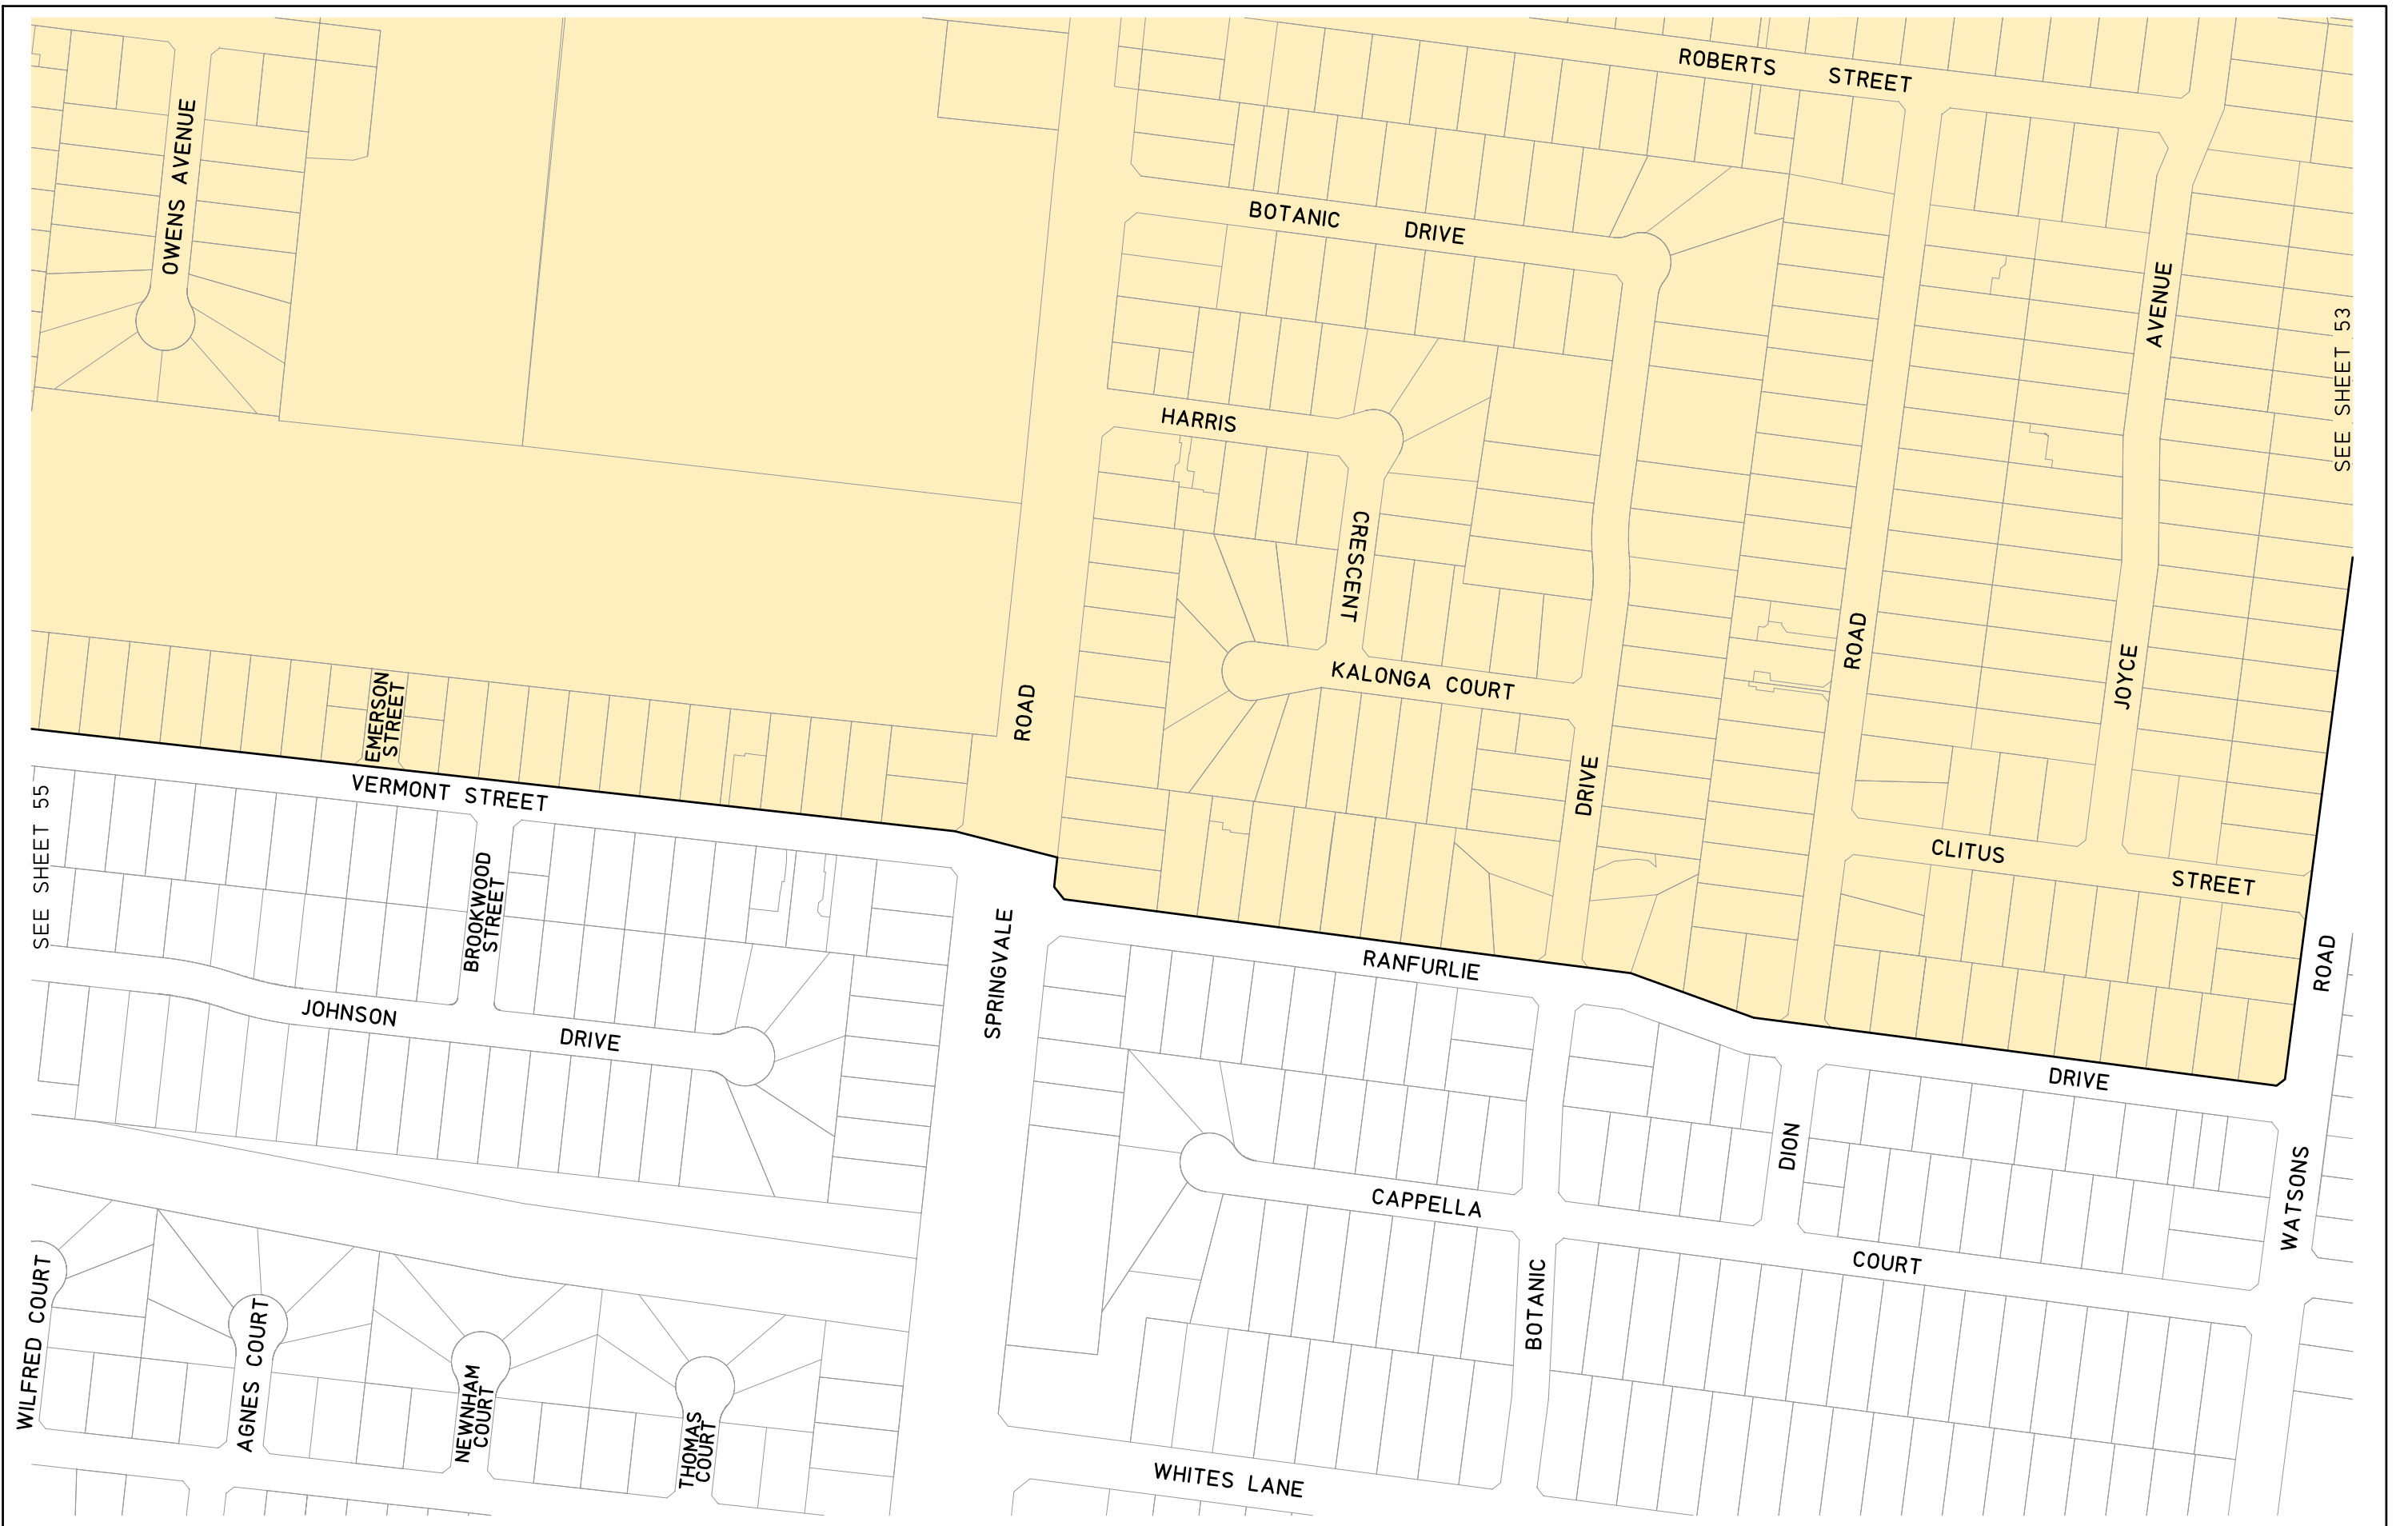 ROBERTS STREET
OWENS AVENUE
BOTANIC DRIVE
AVENUE
SEE SHEET 53
HARRIS
CRESCENT
ROAD
KALONGA COURT
JOYCE
EMERSON
STREET
ROAD
DRIVE
VERMONT STREET
SEE SHEET 55
CLITUS
STREET
BROOKWOOD
STREET
SPRINGVALE
RANFURLIE
ROAD
JOHNSON
DRIVE
DRIVE
DION
WATSONS
CAPPELLA
COURT
BOTANIC
WILFRED COURT
AGNES COURT
NEWNHAM
COURT
THOMAS
COURT
WHITES LANE